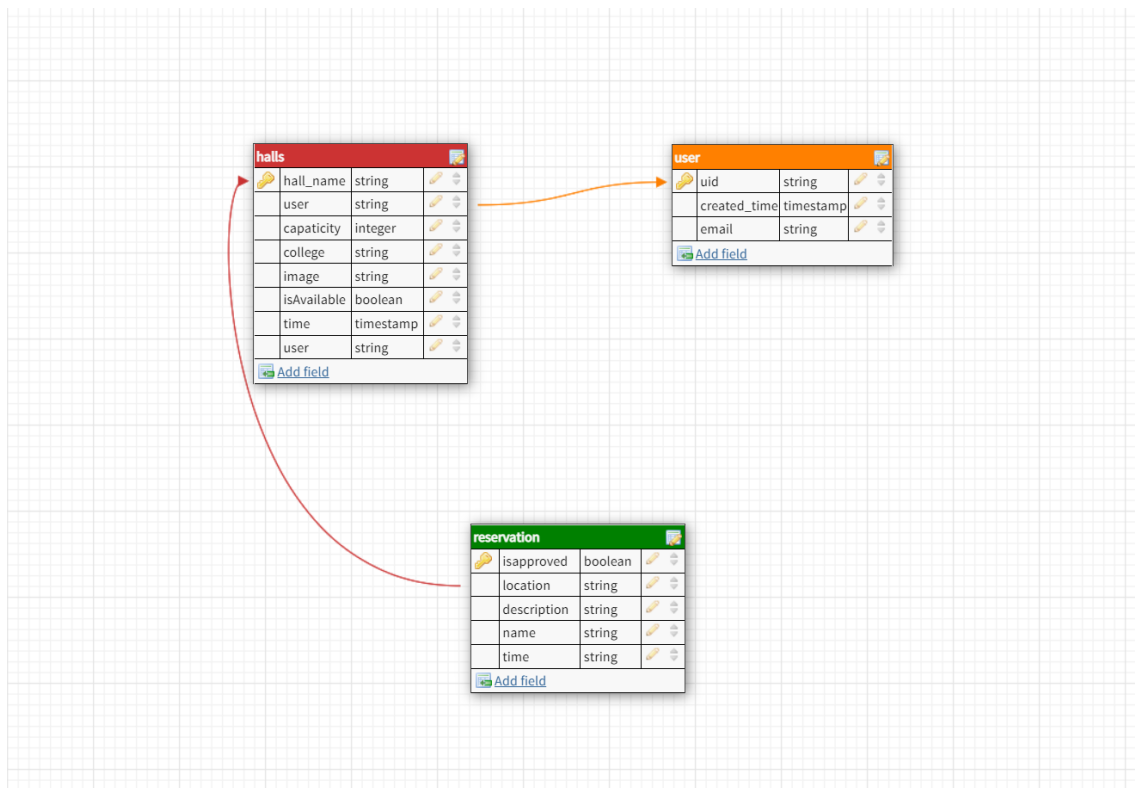 halls
hall_name string
user string
capaticity integer
college string
image string
isAvailable boolean
time timestamp
user string
Add field
user
uid string
created_time timestamp
email string
Add field
reservation
isapproved boolean
location string
description string
name string
time string
Add field